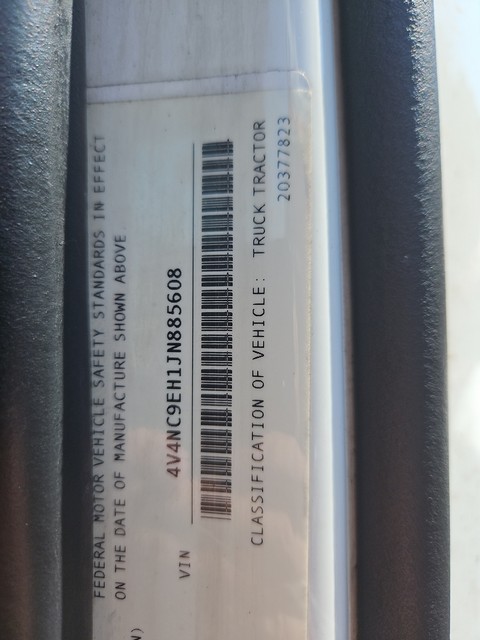 FEDERAL MOTOR VEHICLE SAFETY STANDARDS IN EFFECT
ON THE DATE OF MANUFACTURE SHOWN ABOVE.
VIN 4V4NC9EH1JN885608
CLASSIFICATION OF VEHICLE: TRUCK TRACTOR
20377823